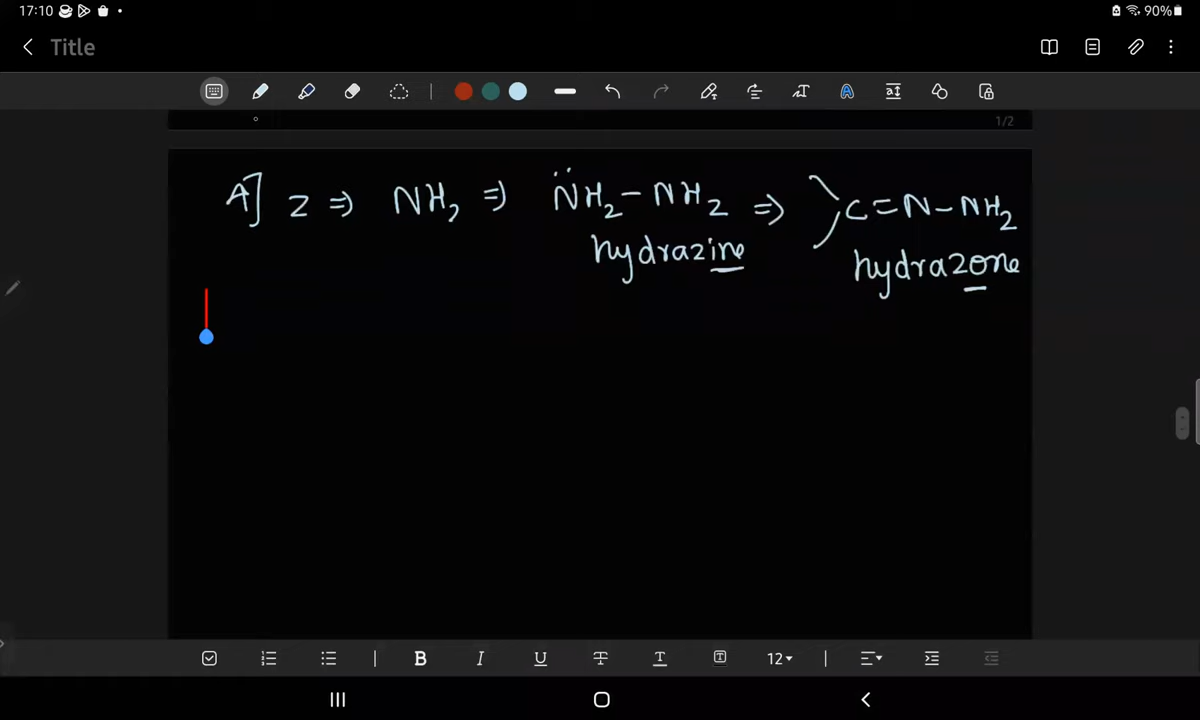 17:10 90%
Title
1/2
A] Z ⇒ NH2 ⇒ N̈H2-NH2 ⇒ >C=N-NH2
hydrazine hydrazone
B I U T T T 12